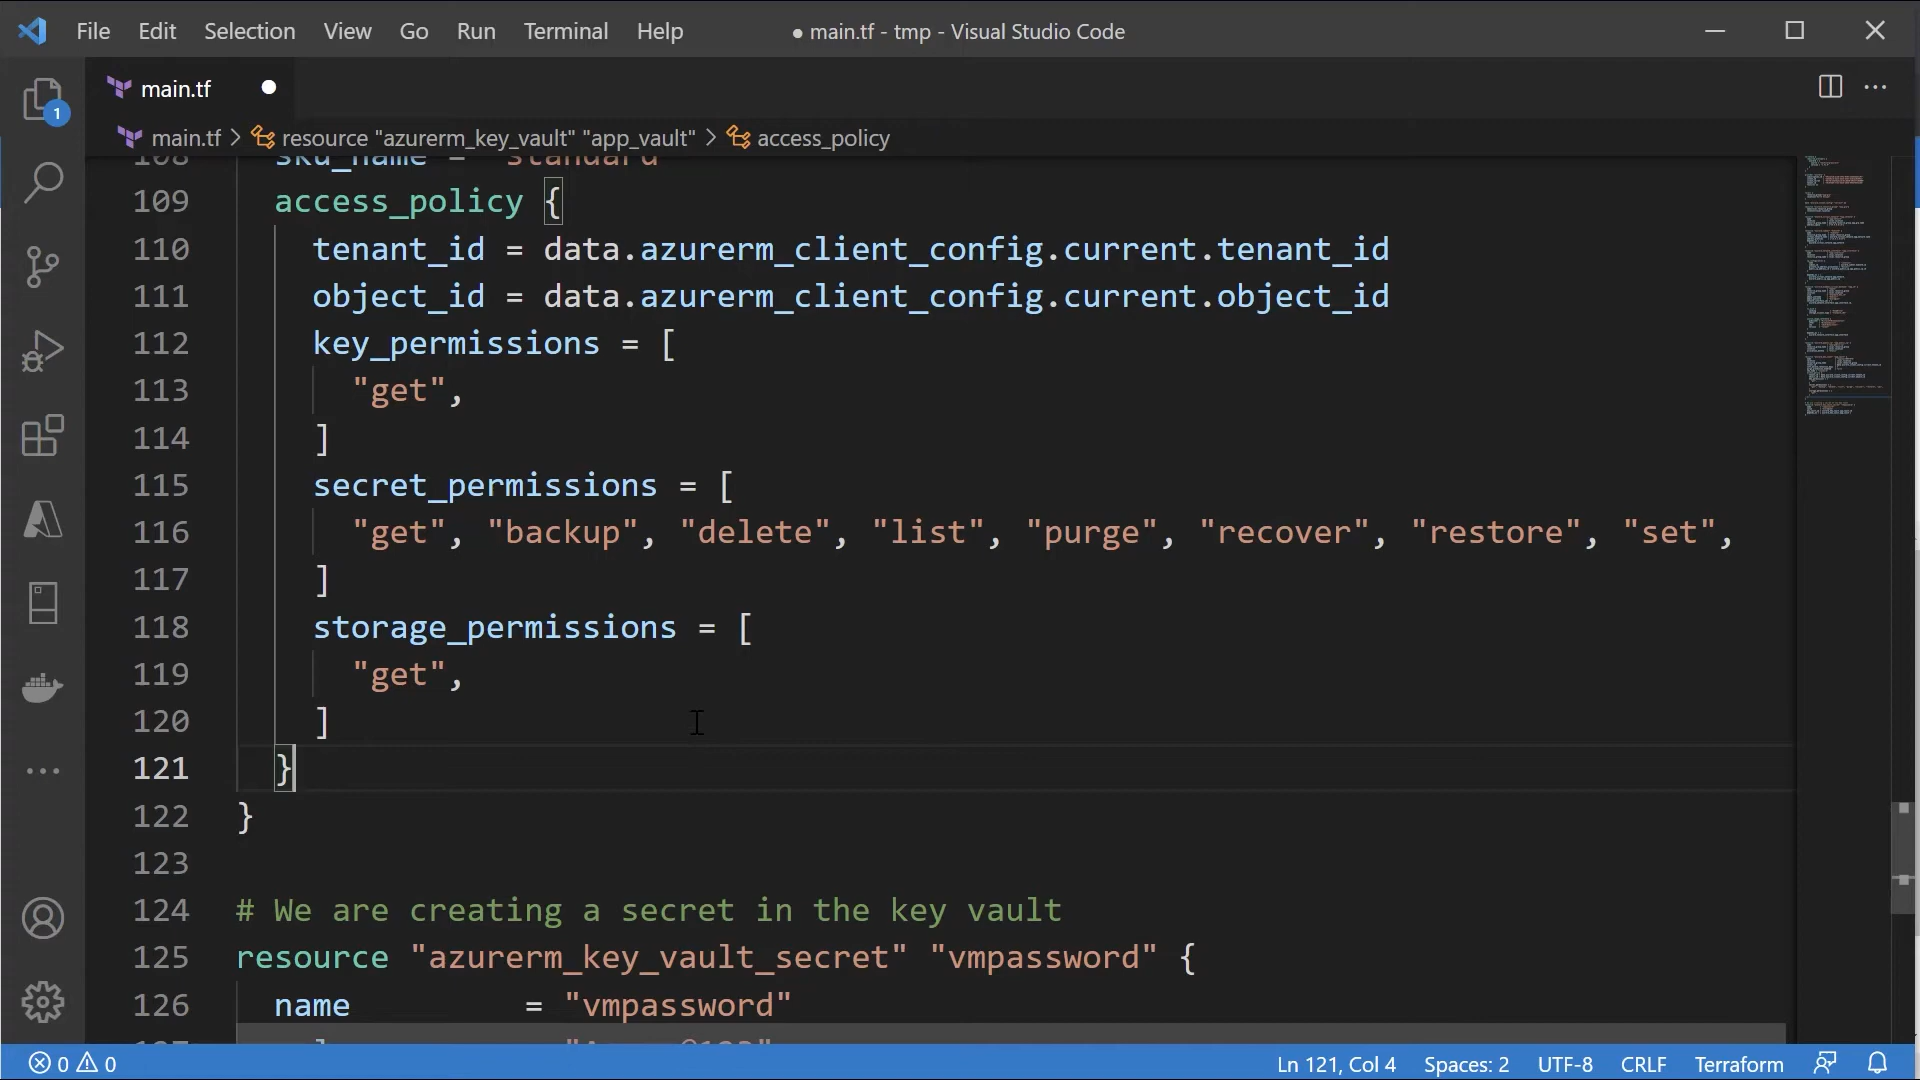 File Edit Selection View Go Run Terminal Help ● main.tf - tmp - Visual Studio Code
main.tf ●
main.tf > resource "azurerm_key_vault" "app_vault" > access_policy
1
108 sku_name = "standard"
109 access_policy {
110 tenant_id = data.azurerm_client_config.current.tenant_id
111 object_id = data.azurerm_client_config.current.object_id
112 key_permissions = [
113 "get",
114 ]
115 secret_permissions = [
116 "get", "backup", "delete", "list", "purge", "recover", "restore", "set",
117 ]
118 storage_permissions = [
119 "get",
120 ]
121 }
122 }
123
124 # We are creating a secret in the key vault
125 resource "azurerm_key_vault_secret" "vmpassword" {
126 name = "vmpassword"
0 0 Ln 121, Col 4 Spaces: 2 UTF-8 CRLF Terraform